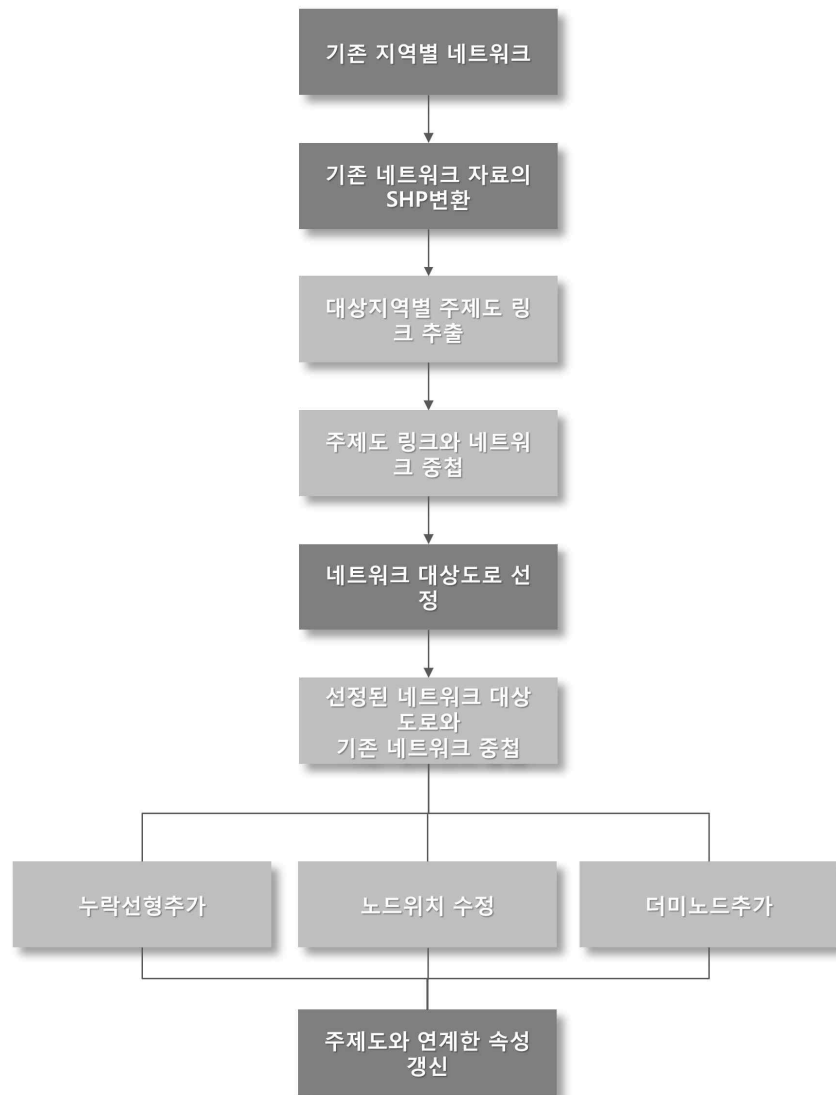 기존 지역별 네트워크
기존 네트워크 자료의
SHP변환
대상지역별 주제도 링
크 추출
주제도 링크와 네트워
크 중첩
네트워크 대상도로 선
정
선정된 네트워크 대상
도로와
기존 네트워크 중첩
누락선형추가
노드위치 수정
더미노드추가
주제도와 연계한 속성
갱신